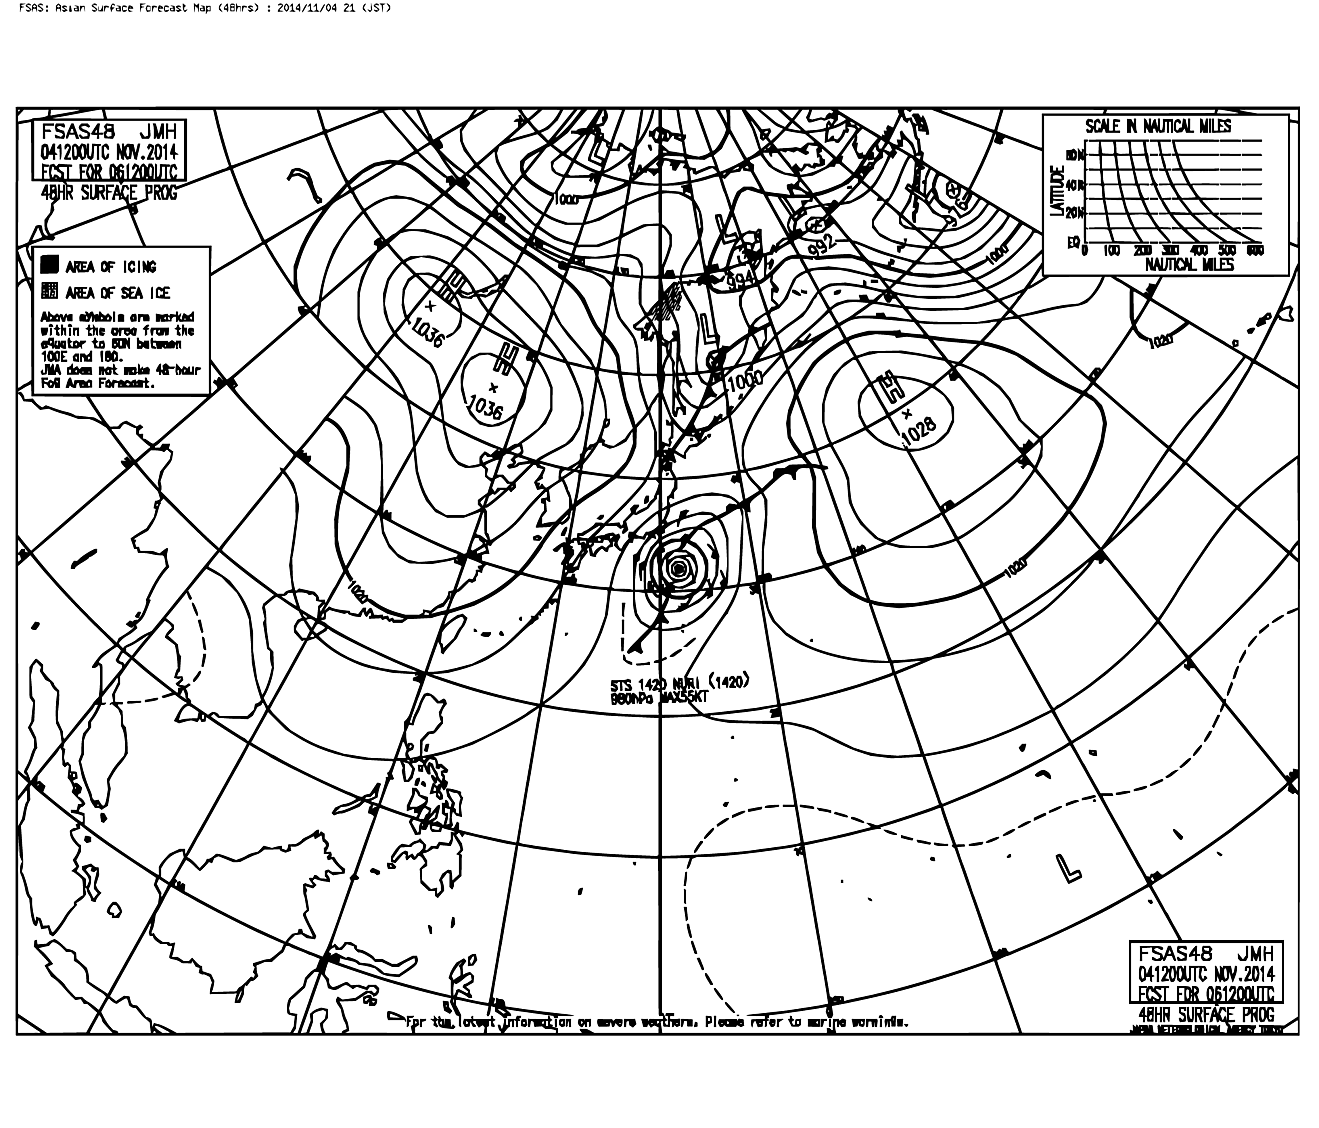 FSAS: Asian Surface Forecast Map (48hrs) : 2014/11/04 21 (JST)
FSAS48 JMH
041200UTC NOV.2014
FCST FOR 061200UTC
48HR SURFACE PROG
SCALE IN NAUTICAL MILES
LATITUDE
60N
40N
20N
EQ
0 100 200 300 400 500 600
NAUTICAL MILES
AREA OF ICING
AREA OF SEA ICE
Above symbols are marked
within the area from the
equator to 60N between
100E and 180.
JMA does not make 48-hour
Fog Area Forecast.
L
1000
L
L
992
994
1000
H
1036
H
1036
L
1000
H
1028
1020
1020
1020
STS 1420 NURI (1420)
980hPa MAX55KT
L
FSAS48 JMH
041200UTC NOV.2014
FCST FOR 061200UTC
48HR SURFACE PROG
JAPAN METEOROLOGICAL AGENCY TOKYO
For the latest information on severe weathers, Please refer to marine warnings.